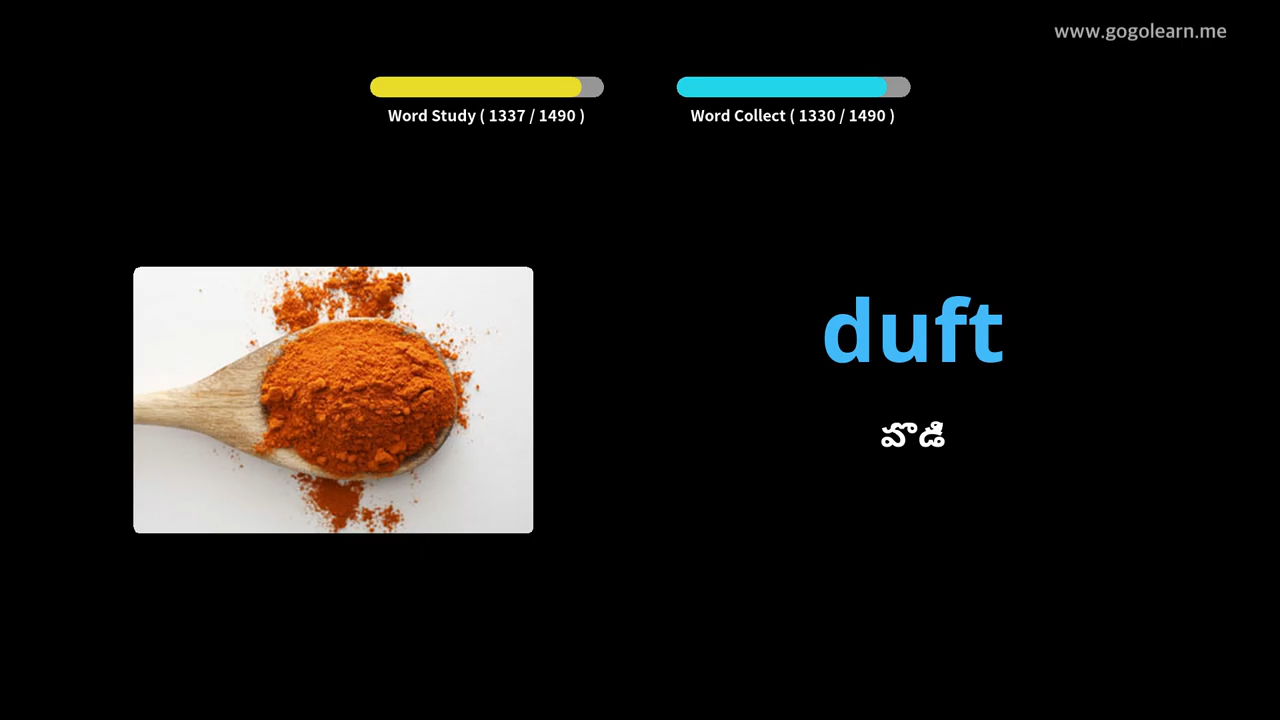 www.gogolearn.me
Word Study ( 1337 / 1490 )
Word Collect ( 1330 / 1490 )
duft
పొడి